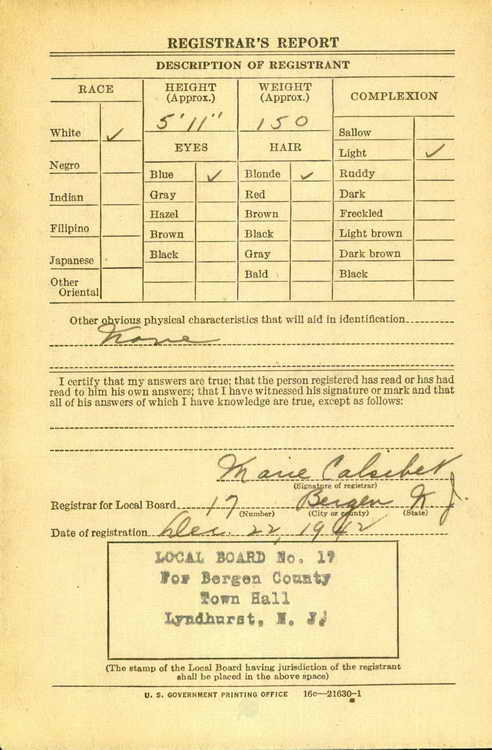 REGISTRAR'S REPORT
DESCRIPTION OF REGISTRANT
RACE
HEIGHT (Approx.)
WEIGHT (Approx.)
COMPLEXION
5' 11"
150
White ✓
EYES
HAIR
Sallow
Light ✓
Negro
Blue ✓
Blonde ✓
Ruddy
Indian
Gray
Red
Dark
Hazel
Brown
Freckled
Filipino
Brown
Black
Light brown
Japanese
Black
Gray
Dark brown
Other Oriental
Bald
Black
Other obvious physical characteristics that will aid in identification
None
I certify that my answers are true; that the person registered has read or has had
read to him his own answers; that I have witnessed his signature or mark and that
all of his answers of which I have knowledge are true, except as follows:
Marie
(Signature of registrar)
Registrar for Local Board 17 Bergen N. J.
(Number) (City or county) (State)
Date of registration Dec. 22, 1942
LOCAL BOARD No. 17
For Bergen County
Town Hall
Lyndhurst, N. J.
(The stamp of the Local Board having jurisdiction of the registrant
shall be placed in the above space)
U. S. GOVERNMENT PRINTING OFFICE 16c—21630-1